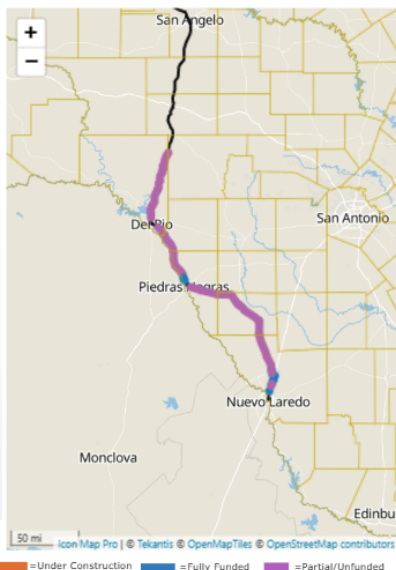 San Angelo
+
−
San Antonio
Del Rio
Piedras Negras
Nuevo Laredo
Monclova
Edinbu
50 mi
Icon Map Pro | © Tekantis © OpenMapTiles © OpenStreetMap contributors
=Under Construction =Fully Funded =Partial/Unfunded